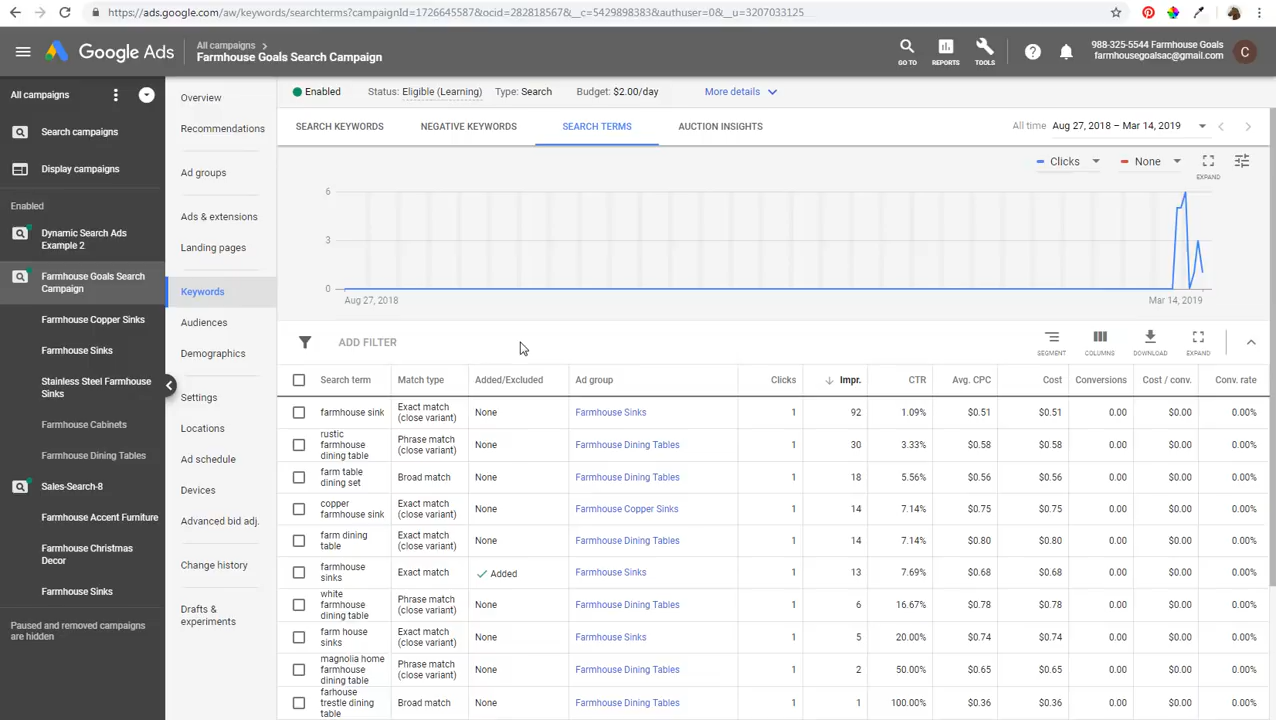 https://ads.google.com/aw/keywords/searchterms?campaignId=1726645587&ocid=282818567&__c=5429898383&authuser=0&__u=3207033125
Google Ads
All campaigns
Farmhouse Goals Search Campaign
GO TO
REPORTS
TOOLS
988-325-5544 Farmhouse Goals
farmhousegoalsac@gmail.com
C
All campaigns
Search campaigns
Display campaigns
Enabled
Dynamic Search Ads
Example 2
Farmhouse Goals Search
Campaign
Farmhouse Copper Sinks
Farmhouse Sinks
Stainless Steel Farmhouse
Sinks
Farmhouse Cabinets
Farmhouse Dining Tables
Sales-Search-8
Farmhouse Accent Furniture
Farmhouse Christmas
Decor
Farmhouse Sinks
Paused and removed campaigns
are hidden
Overview
Recommendations
Ad groups
Ads & extensions
Landing pages
Keywords
Audiences
Demographics
Settings
Locations
Ad schedule
Devices
Advanced bid adj.
Change history
Drafts &
experiments
Enabled Status: Eligible (Learning) Type: Search Budget: $2.00/day More details
SEARCH KEYWORDS NEGATIVE KEYWORDS SEARCH TERMS AUCTION INSIGHTS
All time Aug 27, 2018 – Mar 14, 2019
Clicks None EXPAND
6
3
0
Aug 27, 2018 Mar 14, 2019
ADD FILTER
SEGMENT COLUMNS DOWNLOAD EXPAND
Search term Match type Added/Excluded Ad group Clicks Impr. CTR Avg. CPC Cost Conversions Cost / conv. Conv. rate
farmhouse sink Exact match (close variant) None Farmhouse Sinks 1 92 1.09% $0.51 $0.51 0.00 $0.00 0.00%
rustic farmhouse dining table Phrase match (close variant) None Farmhouse Dining Tables 1 30 3.33% $0.58 $0.58 0.00 $0.00 0.00%
farm table dining set Broad match None Farmhouse Dining Tables 1 18 5.56% $0.56 $0.56 0.00 $0.00 0.00%
copper farmhouse sink Exact match (close variant) None Farmhouse Copper Sinks 1 14 7.14% $0.75 $0.75 0.00 $0.00 0.00%
farm dining table Exact match (close variant) None Farmhouse Dining Tables 1 14 7.14% $0.80 $0.80 0.00 $0.00 0.00%
farmhouse sinks Exact match Added Farmhouse Sinks 1 13 7.69% $0.68 $0.68 0.00 $0.00 0.00%
white farmhouse dining table Phrase match (close variant) None Farmhouse Dining Tables 1 6 16.67% $0.78 $0.78 0.00 $0.00 0.00%
farm house sinks Exact match (close variant) None Farmhouse Sinks 1 5 20.00% $0.74 $0.74 0.00 $0.00 0.00%
magnolia home farmhouse dining table Phrase match (close variant) None Farmhouse Dining Tables 1 2 50.00% $0.65 $0.65 0.00 $0.00 0.00%
farhouse trestle dining table Broad match None Farmhouse Dining Tables 1 1 100.00% $0.36 $0.36 0.00 $0.00 0.00%